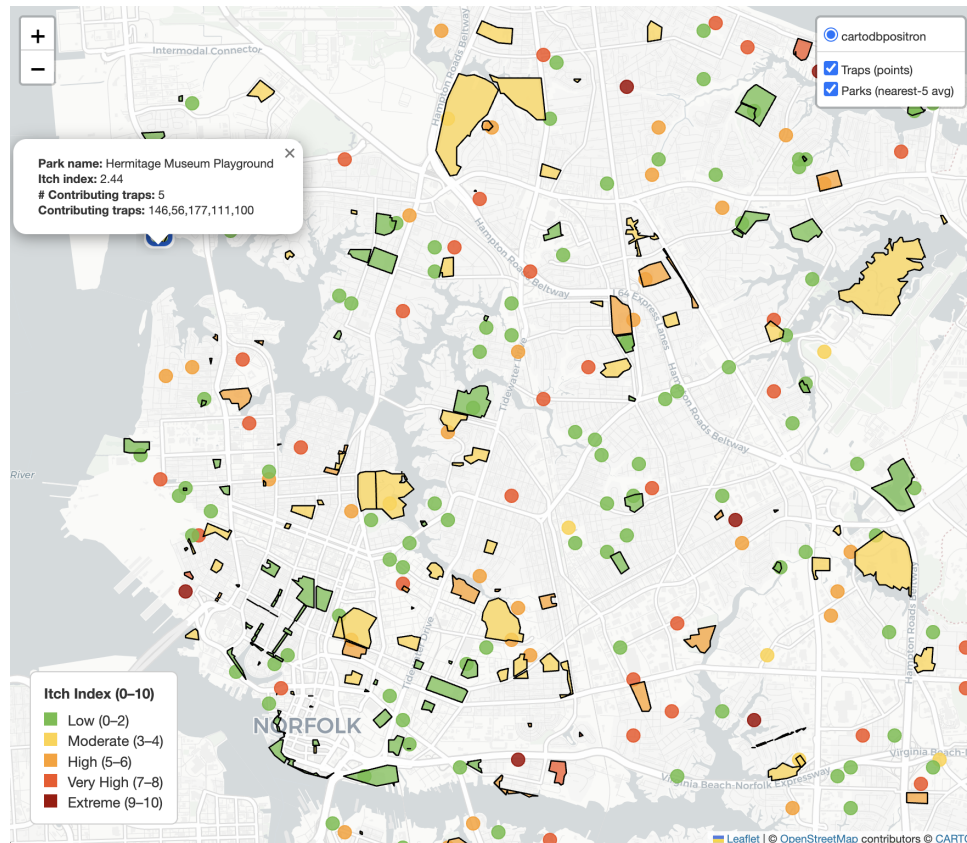 +
−
Intermodal Connector
Hampton Roads Beltway
cartodbpositron
Traps (points)
Parks (nearest-5 avg)
×
Park name: Hermitage Museum Playground
Itch index: 2.44
# Contributing traps: 5
Contributing traps: 146,56,177,111,100
Hampton Roads Beltway
I 64 Express Lanes
Tidewater
Hampton Roads Beltway
River
Hampton Roads Beltway
Tidewater Drive
NORFOLK
Itch Index (0–10)
Low (0–2)
Moderate (3–4)
High (5–6)
Very High (7–8)
Extreme (9–10)
Virginia Beach-Norfolk Expressway
Virginia Beach-
Leaflet | © OpenStreetMap contributors © CARTO